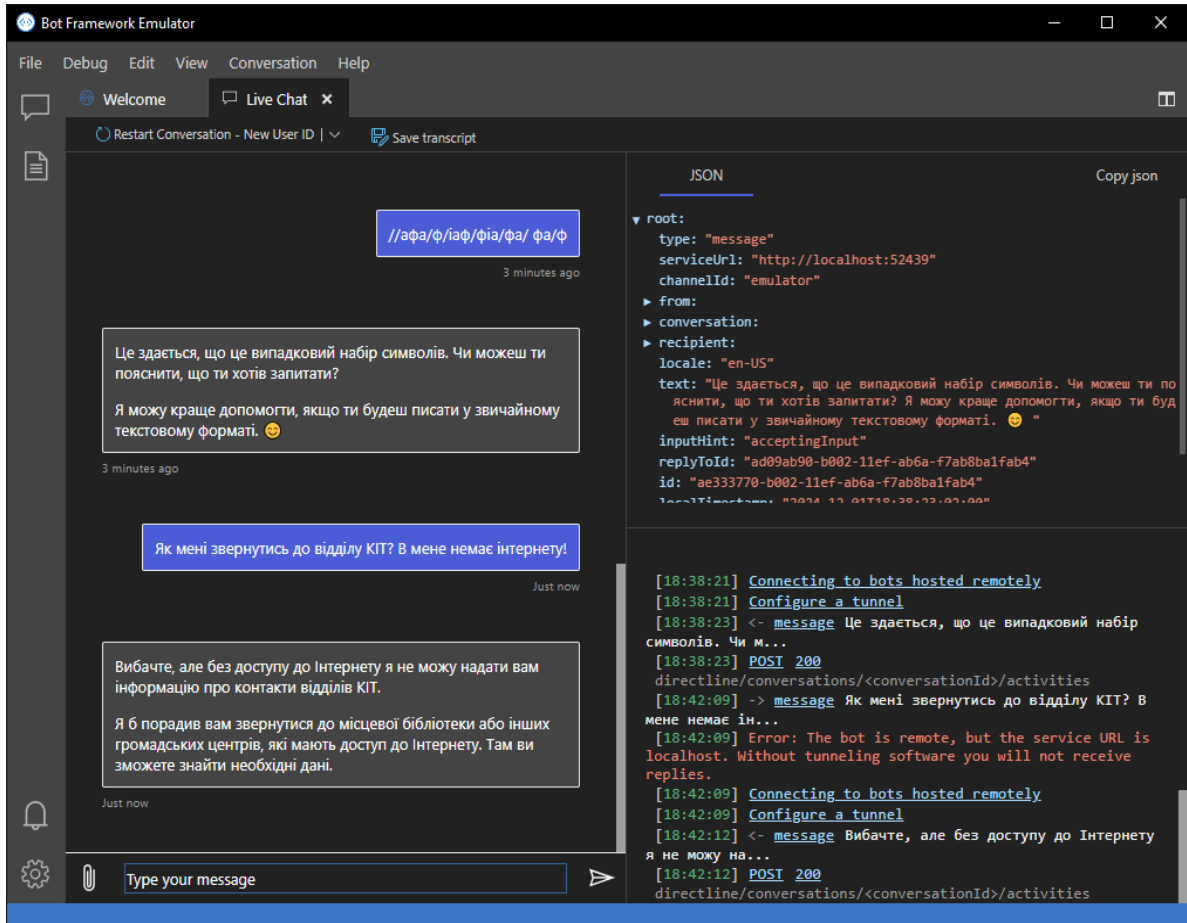 Bot Framework Emulator
File Debug Edit View Conversation Help
Welcome
Live Chat
Restart Conversation - New User ID
Save transcript
//афа/ф/іаф/фіа/фа/ фа/ф
3 minutes ago
Це здається, що це випадковий набір символів. Чи можеш ти
пояснити, що ти хотів запитати?
Я можу краще допомогти, якщо ти будеш писати у звичайному
текстовому форматі. 😊
3 minutes ago
Як мені звернутись до відділу КІТ? В мене немає інтернету!
Just now
Вибачте, але без доступу до Інтернету я не можу надати вам
інформацію про контакти відділів КІТ.
Я б порадив вам звернутися до місцевої бібліотеки або інших
громадських центрів, які мають доступ до Інтернету. Там ви
зможете знайти необхідні дані.
Just now
Type your message
JSON
Copy json
root:
type: "message"
serviceUrl: "http://localhost:52439"
channelId: "emulator"
from:
conversation:
recipient:
locale: "en-US"
text: "Це здається, що це випадковий набір символів. Чи можеш ти по
яснити, що ти хотів запитати? Я можу краще допомогти, якщо ти буд
еш писати у звичайному текстовому форматі. 😊 "
inputHint: "acceptingInput"
replyToId: "ad09ab90-b002-11ef-ab6a-f7ab8ba1fab4"
id: "ae333770-b002-11ef-ab6a-f7ab8ba1fab4"
localTimestamp: "2024-12-01T18:38:23+02:00"
[18:38:21] Connecting to bots hosted remotely
[18:38:21] Configure a tunnel
[18:38:23] <- message Це здається, що це випадковий набір
символів. Чи м...
[18:38:23] POST 200
directline/conversations/<conversationId>/activities
[18:42:09] -> message Як мені звернутись до відділу КІТ? В
мене немає ін...
[18:42:09] Error: The bot is remote, but the service URL is
localhost. Without tunneling software you will not receive
replies.
[18:42:09] Connecting to bots hosted remotely
[18:42:09] Configure a tunnel
[18:42:12] <- message Вибачте, але без доступу до Інтернету
я не можу на...
[18:42:12] POST 200
directline/conversations/<conversationId>/activities